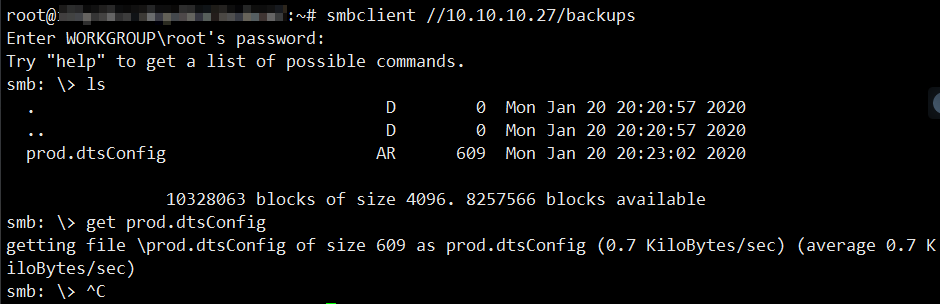 root@:~# smbclient //10.10.10.27/backups
Enter WORKGROUP\root's password:
Try "help" to get a list of possible commands.
smb: \> ls
  .                                   D        0  Mon Jan 20 20:20:57 2020
  ..                                  D        0  Mon Jan 20 20:20:57 2020
  prod.dtsConfig                     AR      609  Mon Jan 20 20:23:02 2020
                10328063 blocks of size 4096. 8257566 blocks available
smb: \> get prod.dtsConfig
getting file \prod.dtsConfig of size 609 as prod.dtsConfig (0.7 KiloBytes/sec) (average 0.7 K
iloBytes/sec)
smb: \> ^C